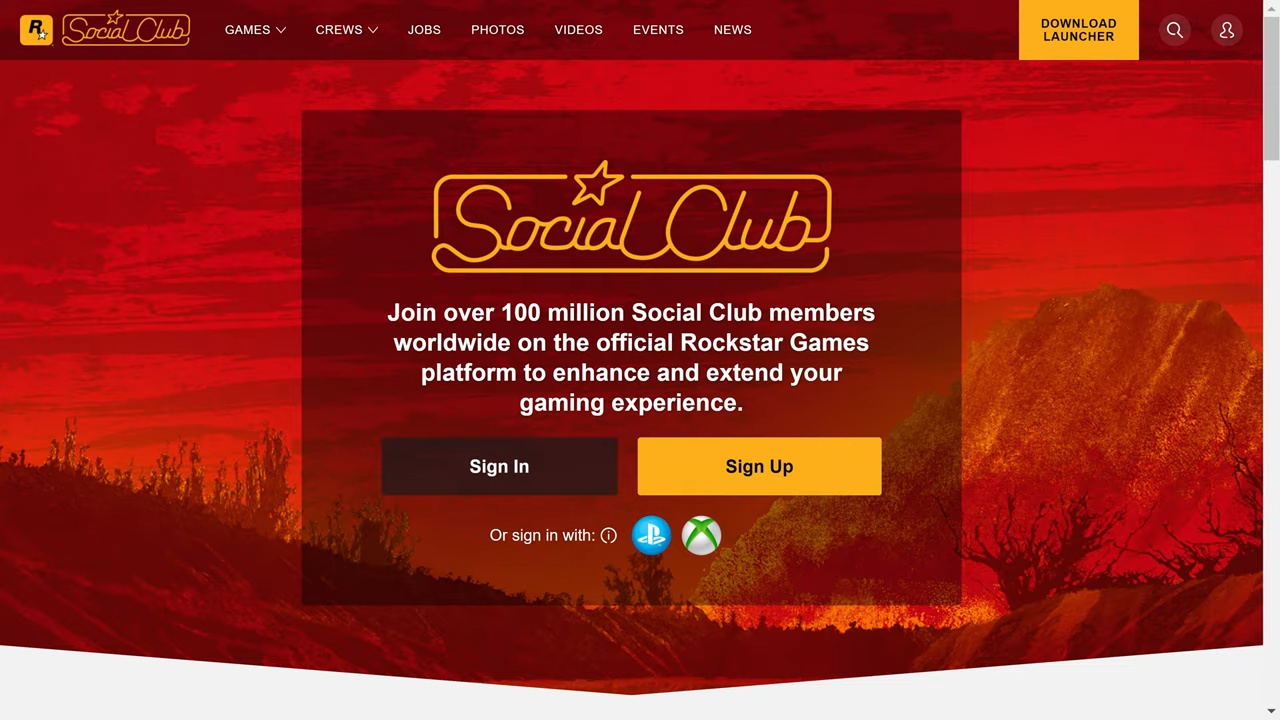 R
Social Club
GAMES
CREWS
JOBS
PHOTOS
VIDEOS
EVENTS
NEWS
DOWNLOAD
LAUNCHER
Social Club
Join over 100 million Social Club members
worldwide on the official Rockstar Games
platform to enhance and extend your
gaming experience.
Sign In
Sign Up
Or sign in with: